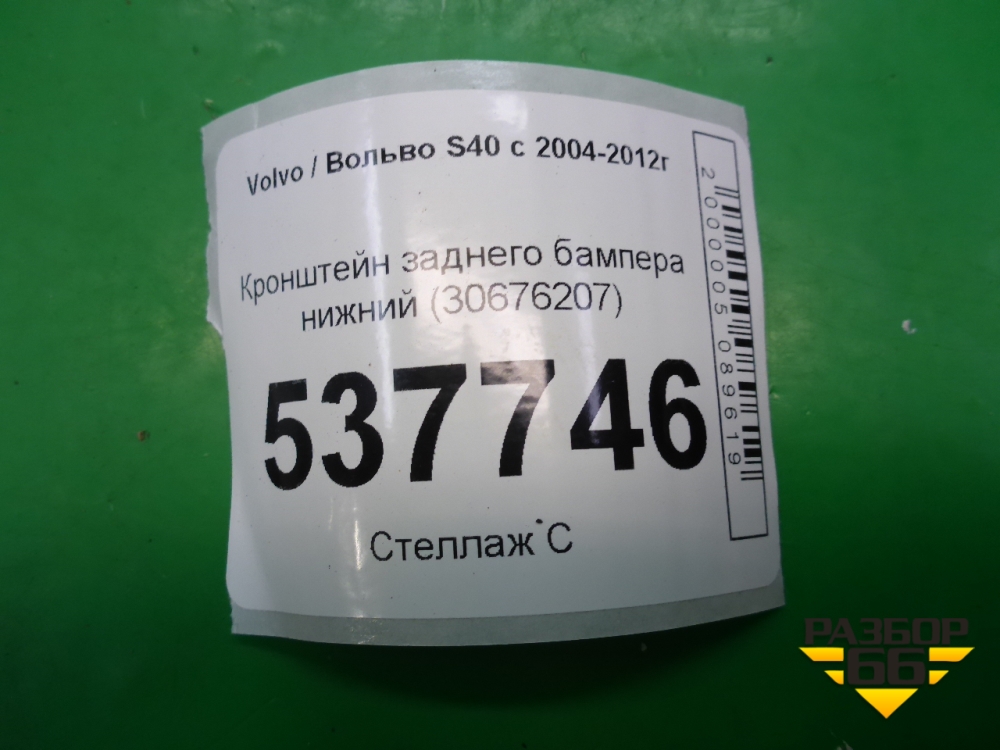 Volvo / Вольво S40 с 2004-2012г
Кронштейн заднего бампера
нижний (30676207)
537746
Стеллаж С
2000005089619
РАЗБОР
66